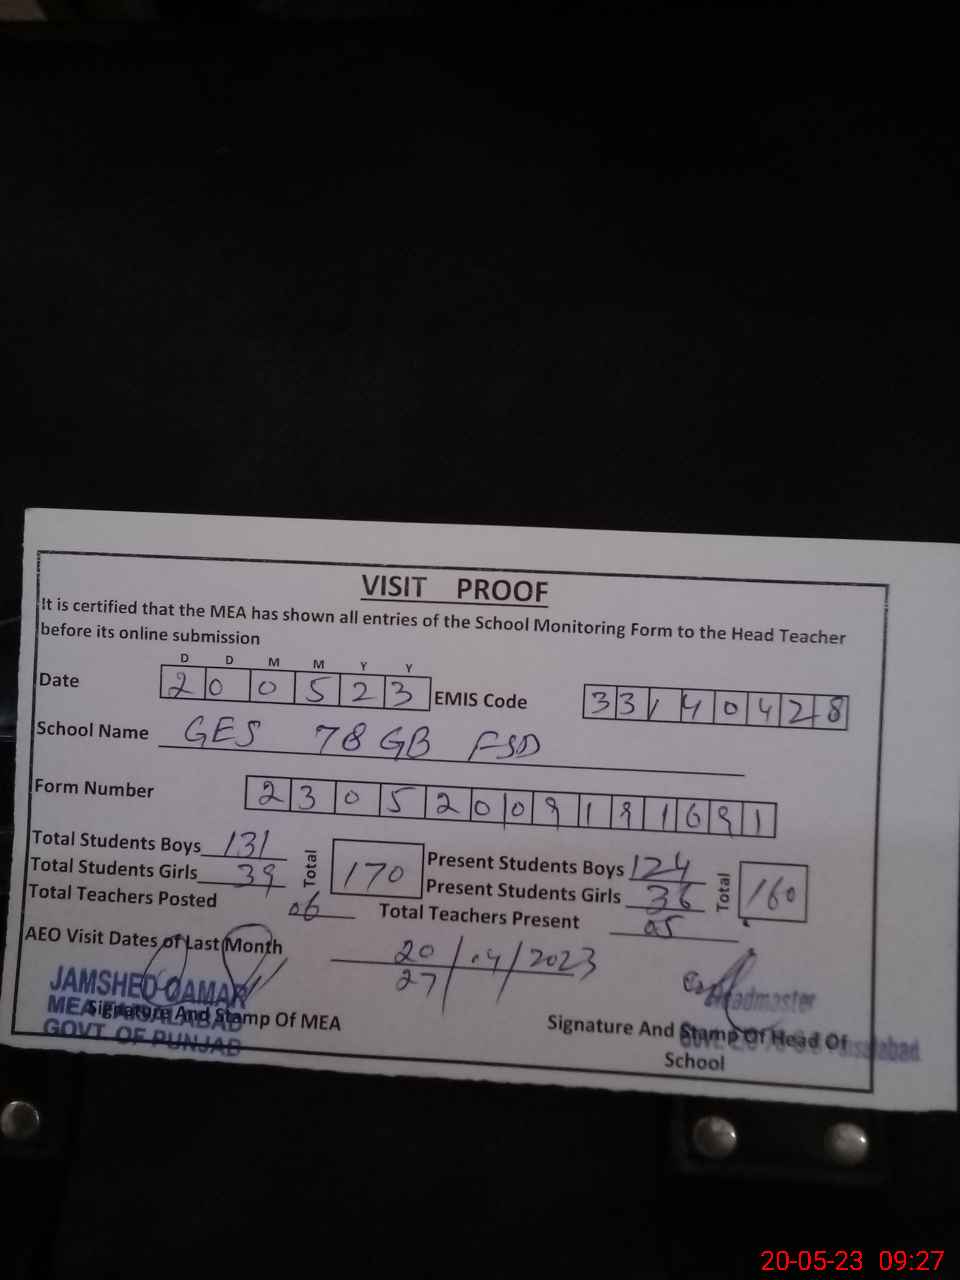 VISIT PROOF
It is certified that the MEA has shown all entries of the School Monitoring Form to the Head Teacher
before its online submission
D D M M Y Y
Date 2 0 0 5 2 3 EMIS Code 3 3 1 4 0 4 2 8
School Name GES 78 GB FSD
Form Number 2 3 0 5 2 0 0 9 1 9 1 6 9 1
Total Students Boys 131 Total 170 Present Students Boys 124 Total 160
Total Students Girls 39 Present Students Girls 36
Total Teachers Posted 06 Total Teachers Present 05
AEO Visit Dates of Last Month 20/04/2023
27
JAMSHED QAMAR
MEA FAISALABAD
GOVT. OF PUNJAB
Signature And Stamp Of MEA
Headmaster
Signature And Stamp Of Head Of
School
20-05-23 09:27